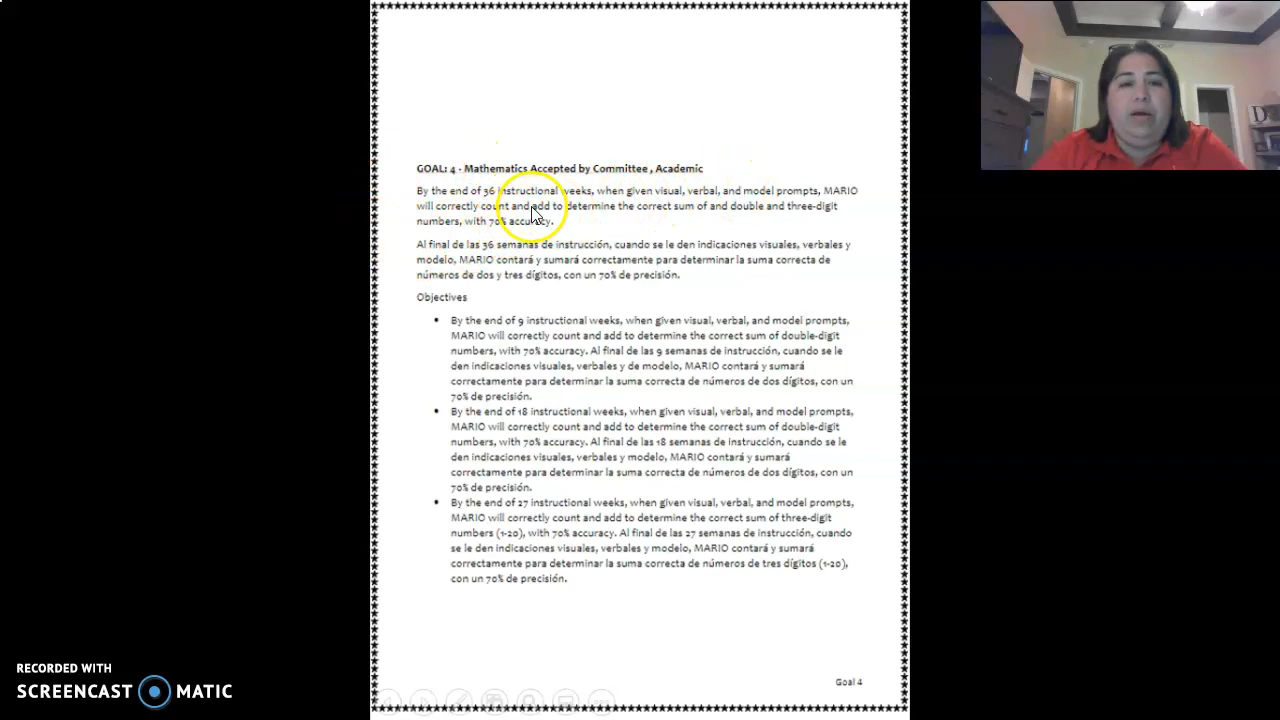 GOAL: 4 - Mathematics Accepted by Committee , Academic
By the end of 36 instructional weeks, when given visual, verbal, and model prompts, MARIO
will correctly count and add to determine the correct sum of and double and three-digit
numbers, with 70% accuracy.
Al final de las 36 semanas de instrucción, cuando se le den indicaciones visuales, verbales y
modelo, MARIO contará y sumará correctamente para determinar la suma correcta de
números de dos y tres dígitos, con un 70% de precisión.
Objectives
• By the end of 9 instructional weeks, when given visual, verbal, and model prompts,
MARIO will correctly count and add to determine the correct sum of double-digit
numbers, with 70% accuracy. Al final de las 9 semanas de instrucción, cuando se le
den indicaciones visuales, verbales y de modelo, MARIO contará y sumará
correctamente para determinar la suma correcta de números de dos dígitos, con un
70% de precisión.
• By the end of 18 instructional weeks, when given visual, verbal, and model prompts,
MARIO will correctly count and add to determine the correct sum of double-digit
numbers, with 70% accuracy. Al final de las 18 semanas de instrucción, cuando se le
den indicaciones visuales, verbales y modelo, MARIO contará y sumará
correctamente para determinar la suma correcta de números de dos dígitos, con un
70% de precisión.
• By the end of 27 instructional weeks, when given visual, verbal, and model prompts,
MARIO will correctly count and add to determine the correct sum of three-digit
numbers (1-20), with 70% accuracy. Al final de las 27 semanas de instrucción, cuando
se le den indicaciones visuales, verbales y modelo, MARIO contará y sumará
correctamente para determinar la suma correcta de números de tres dígitos (1-20),
con un 70% de precisión.
Goal 4
D
RECORDED WITH
SCREENCAST MATIC